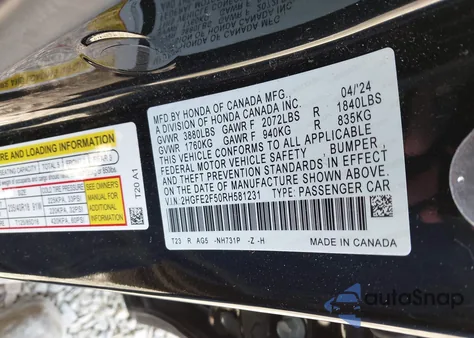 MFD BY HONDA OF CANADA MFG., 04/24
A DIVISION OF HONDA CANADA INC.
GVWR 3880LBS GAWR F 2072LBS R 1840LBS
GVWR 1760KG GAWR F 940KG R 835KG
THIS VEHICLE CONFORMS TO ALL APPLICABLE
FEDERAL MOTOR VEHICLE SAFETY, BUMPER,
AND THEFT PREVENTION STANDARDS IN EFFECT
ON THE DATE OF MANUFACTURE SHOWN ABOVE.
V.I.N: 2HGFE2F50RH581231 TYPE: PASSENGER CAR
T23 R AG5 -NH731P -Z -H MADE IN CANADA
RE AND LOADING INFORMATION
SEE OWNER'S
MANUAL FOR
ADDITIONAL
INFORMATION
T20 A1
autoSnap